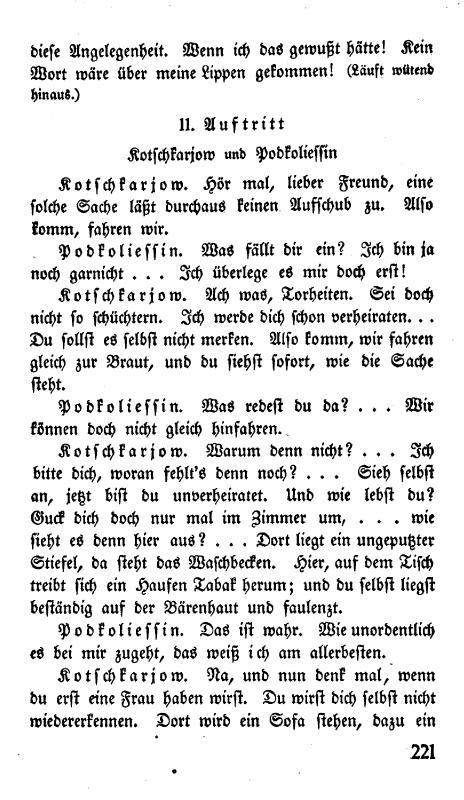 diese Angelegenheit. Wenn ich das gewußt hätte! Kein
Wort wäre über meine Lippen gekommen! (Läuft wütend
hinaus.)
11. Auftritt
Kotschkarjow und Podkoliessin
Kotschkarjow. Hör mal, lieber Freund, eine
solche Sache läßt durchaus keinen Aufschub zu. Also
komm, fahren wir.
Podkoliessin. Was fällt dir ein? Ich bin ja
noch garnicht . . . Ich überlege es mir doch erst!
Kotschkarjow. Ach was, Torheiten. Sei doch
nicht so schüchtern. Ich werde dich schon verheiraten. . .
Du sollst es selbst nicht merken. Also komm, wir fahren
gleich zur Braut, und du siehst sofort, wie die Sache
steht.
Podkoliessin. Was redest du da? . . . Wir
können doch nicht gleich hinfahren.
Kotschkarjow. Warum denn nicht? . . . Ich
bitte dich, woran fehlt's denn noch? . . . Sieh selbst
an, jetzt bist du unverheiratet. Und wie lebst du?
Guck dich doch nur mal im Zimmer um, . . . wie
sieht es denn hier aus? . . . Dort liegt ein ungeputzter
Stiefel, da steht das Waschbecken. Hier, auf dem Tisch
treibt sich ein Haufen Tabak herum; und du selbst liegst
beständig auf der Bärenhaut und faulenzt.
Podkoliessin. Das ist wahr. Wie unordentlich
es bei mir zugeht, das weiß ich am allerbesten.
Kotschkarjow. Na, und nun denk mal, wenn
du erst eine Frau haben wirst. Du wirst dich selbst nicht
wiedererkennen. Dort wird ein Sofa stehen, dazu ein
221